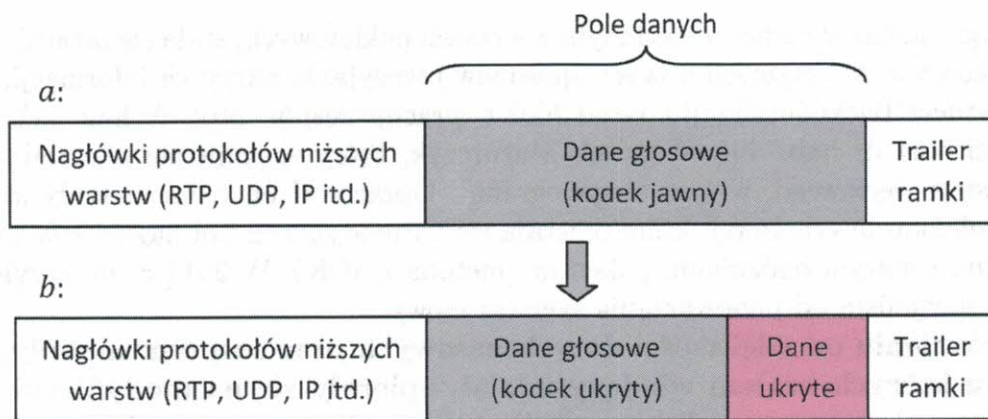 Pole danych
a:
Nagłówki protokołów niższych
warstw (RTP, UDP, IP itd.)
Dane głosowe
(kodek jawny)
Trailer
ramki
b:
Nagłówki protokołów niższych
warstw (RTP, UDP, IP itd.)
Dane głosowe
(kodek ukryty)
Dane
ukryte
Trailer
ramki